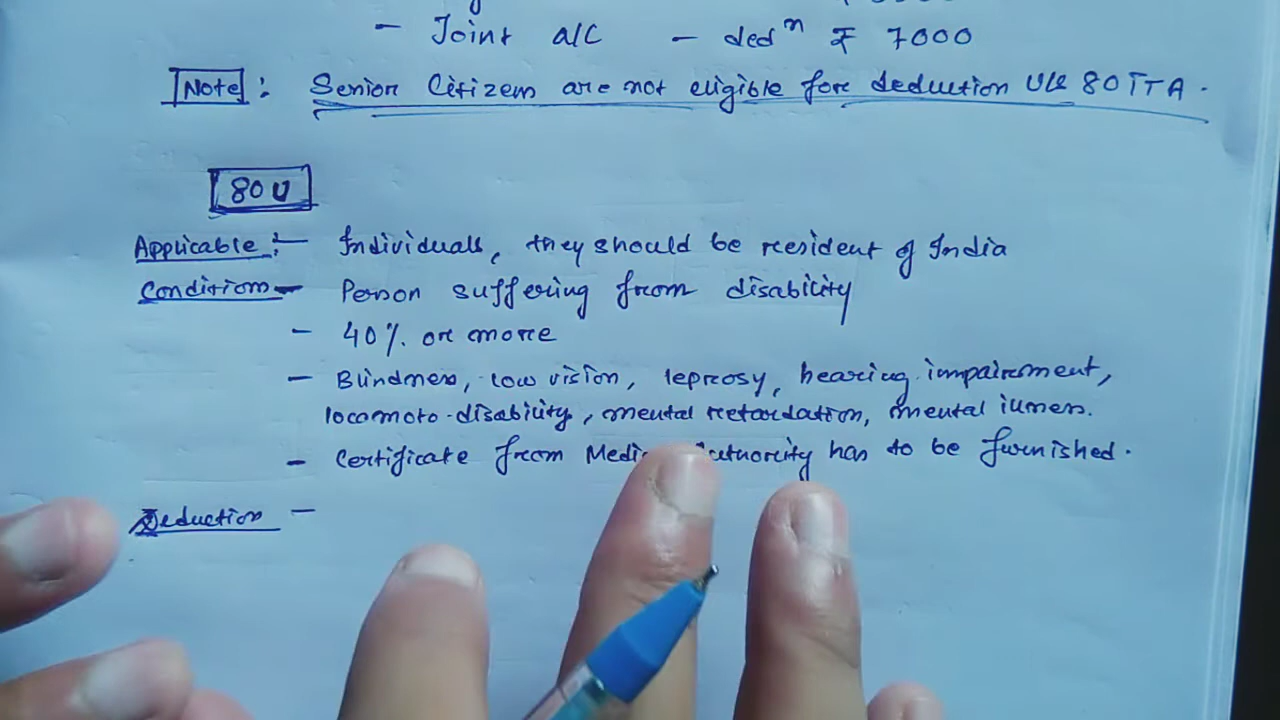 - Joint a/c - dedn ₹ 7000
Note : Senior Citizen are not eligible for deduction U/s 80TTA.
80 U
Applicable :- Individuals, they should be resident of India
Condition - Person suffering from disability
- 40% or more
- Blindness, low vision, leprosy, hearing impairment,
locomoto-disability, mental retardation, mental illness.
- Certificate from Authority has to be furnished.
Deduction -